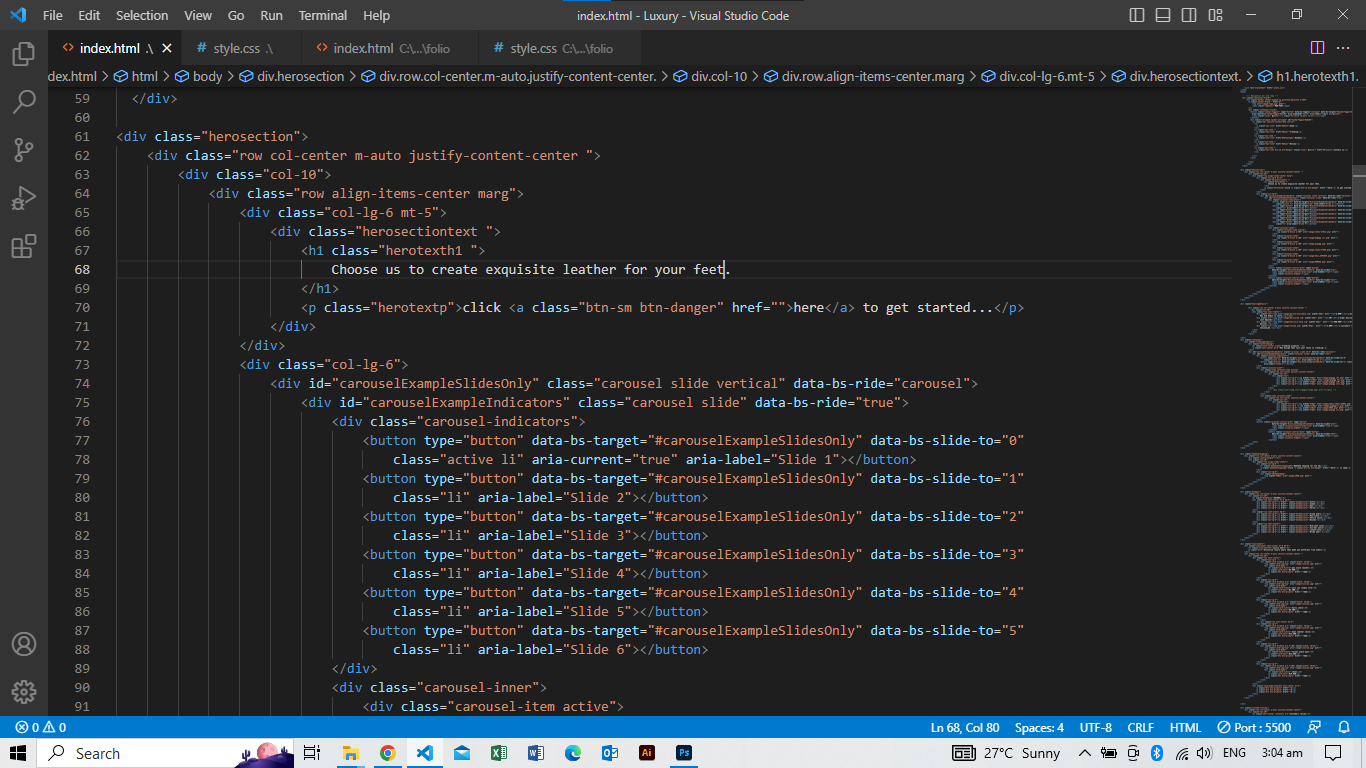 File Edit Selection View Go Run Terminal Help index.html - Luxury - Visual Studio Code
<> index.html .\ # style.css .\ <> index.html C:\...\folio # style.css C:\...\folio
dex.html > html > body > div.herosection > div.row.col-center.m-auto.justify-content-center. > div.col-10 > div.row.align-items-center.marg > div.col-lg-6.mt-5 > div.herosectiontext. > h1.herotexth1.
59 </div>
60
61 <div class="herosection">
62 <div class="row col-center m-auto justify-content-center ">
63 <div class="col-10">
64 <div class="row align-items-center marg">
65 <div class="col-lg-6 mt-5">
66 <div class="herosectiontext ">
67 <h1 class="herotexth1 ">
68 Choose us to create exquisite leather for your feet.
69 </h1>
70 <p class="herotextp">click <a class="btn-sm btn-danger" href="">here</a> to get started...</p>
71 </div>
72 </div>
73 <div class="col-lg-6">
74 <div id="carouselExampleSlidesOnly" class="carousel slide vertical" data-bs-ride="carousel">
75 <div id="carouselExampleIndicators" class="carousel slide" data-bs-ride="true">
76 <div class="carousel-indicators">
77 <button type="button" data-bs-target="#carouselExampleSlidesOnly" data-bs-slide-to="0"
78 class="active li" aria-current="true" aria-label="Slide 1"></button>
79 <button type="button" data-bs-target="#carouselExampleSlidesOnly" data-bs-slide-to="1"
80 class="li" aria-label="Slide 2"></button>
81 <button type="button" data-bs-target="#carouselExampleSlidesOnly" data-bs-slide-to="2"
82 class="li" aria-label="Slide 3"></button>
83 <button type="button" data-bs-target="#carouselExampleSlidesOnly" data-bs-slide-to="3"
84 class="li" aria-label="Slide 4"></button>
85 <button type="button" data-bs-target="#carouselExampleSlidesOnly" data-bs-slide-to="4"
86 class="li" aria-label="Slide 5"></button>
87 <button type="button" data-bs-target="#carouselExampleSlidesOnly" data-bs-slide-to="5"
88 class="li" aria-label="Slide 6"></button>
89 </div>
90 <div class="carousel-inner">
91 <div class="carousel-item active">
0 0 Ln 68, Col 80 Spaces: 4 UTF-8 CRLF HTML Port : 5500
Search Ai Ps 27°C Sunny ENG 3:04 am